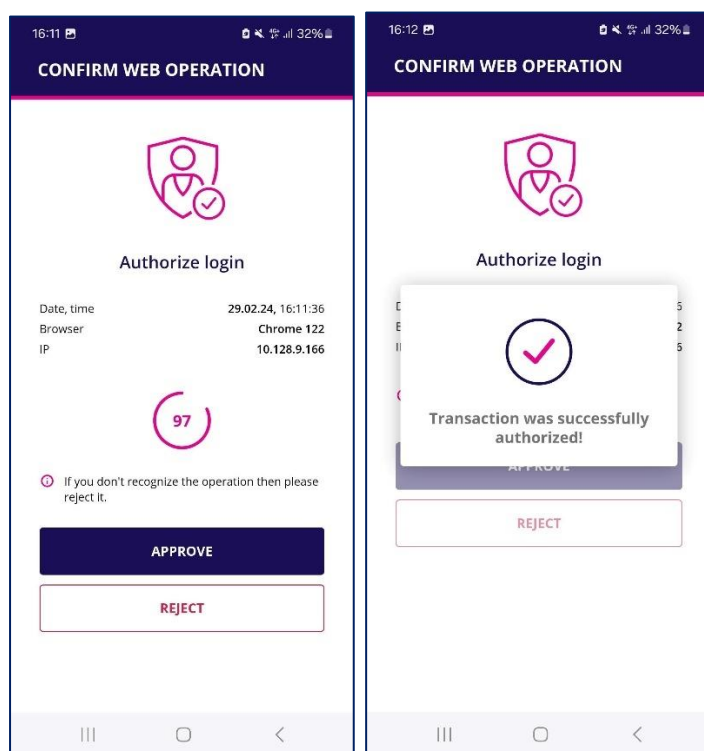 16:11
32%
CONFIRM WEB OPERATION
Authorize login
Date, time 29.02.24, 16:11:36
Browser Chrome 122
IP 10.128.9.166
97
If you don't recognize the operation then please
reject it.
APPROVE
REJECT
16:12
32%
CONFIRM WEB OPERATION
Authorize login
Transaction was successfully
authorized!
APPROVE
REJECT